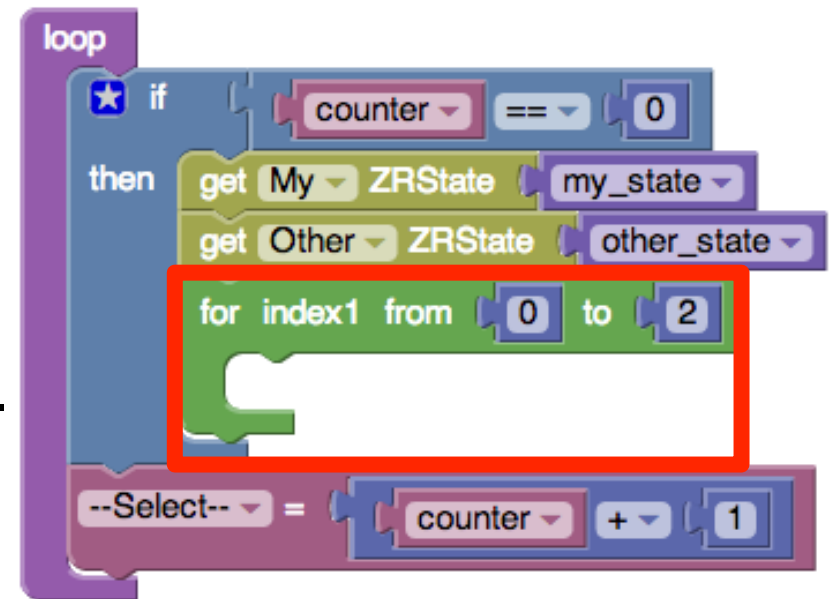 loop
if counter == 0
then get My ZRState my_state
get Other ZRState other_state
for index1 from 0 to 2
--Select-- = counter + 1